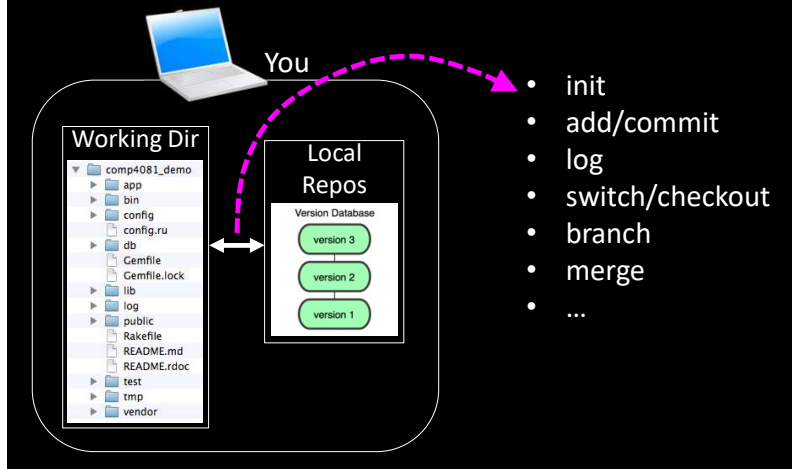 You
Working Dir
comp4081_demo
app
bin
config
config.ru
db
Gemfile
Gemfile.lock
lib
log
public
Rakefile
README.md
README.rdoc
test
tmp
vendor
Local
Repos
Version Database
version 3
version 2
version 1
• init
• add/commit
• log
• switch/checkout
• branch
• merge
• …